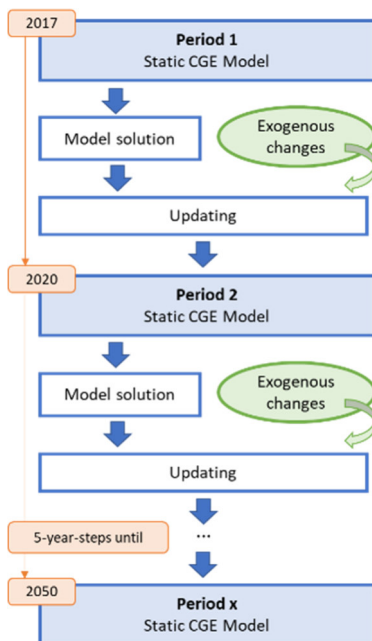 2017
Period 1
Static CGE Model
Model solution
Exogenous
changes
Updating
2020
Period 2
Static CGE Model
Model solution
Exogenous
changes
Updating
5-year-steps until
...
2050
Period x
Static CGE Model